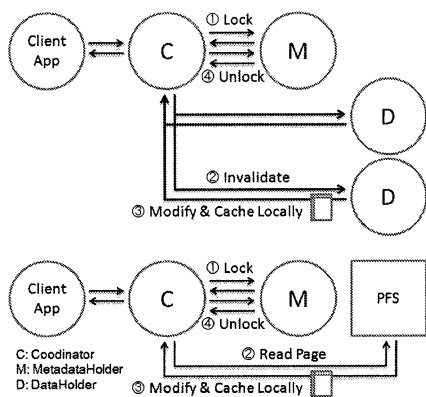 Client
App
C
① Lock
④ Unlock
M
D
② Invalidate
D
③ Modify & Cache Locally
Client
App
C
① Lock
④ Unlock
M
PFS
② Read Page
③ Modify & Cache Locally
C: Coodinator
M: MetadataHolder
D: DataHolder